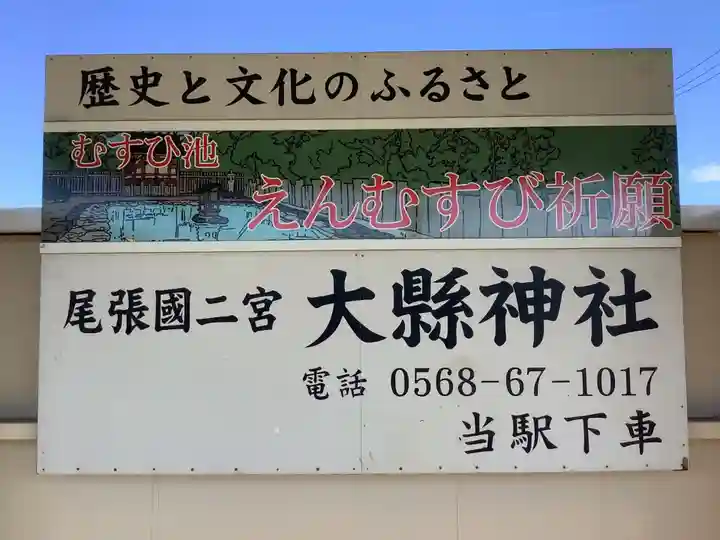 歴史と文化のふるさと
むすひ池
えんむすび祈願
尾張國二宮 大縣神社
電話 0568-67-1017
当駅下車